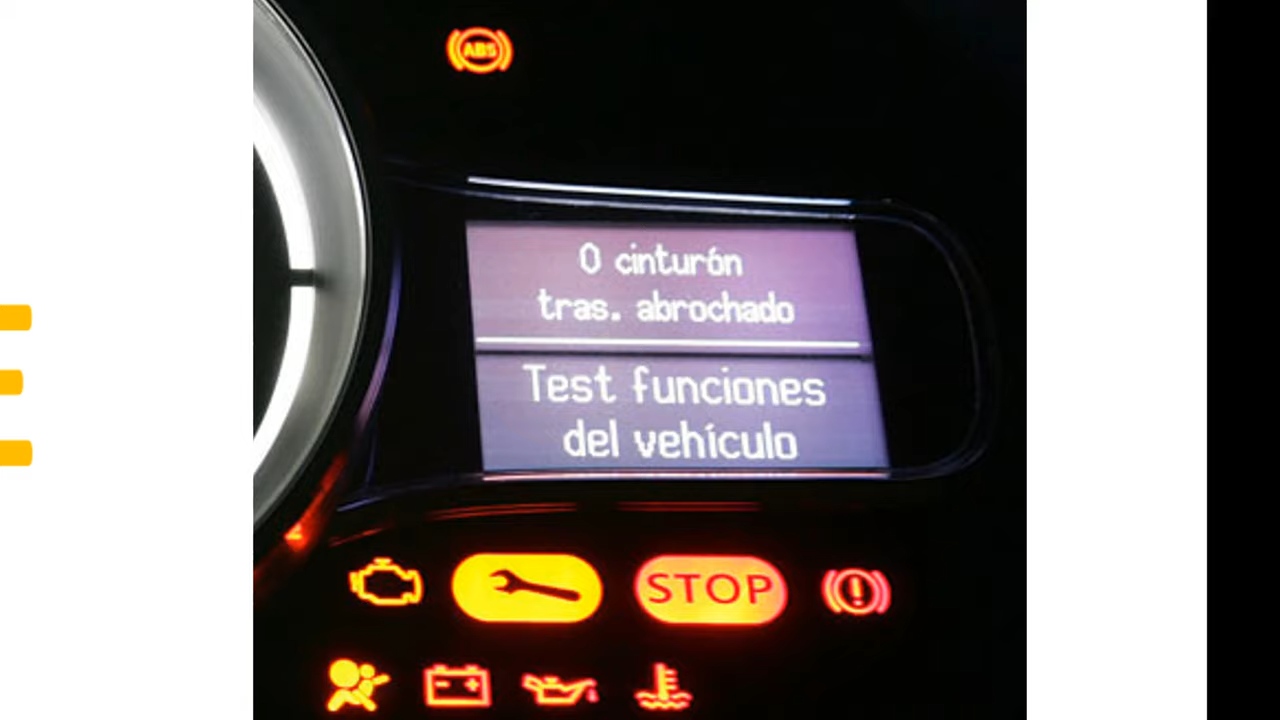 ABS
0 cinturón
tras. abrochado
Test funciones
del vehículo
STOP